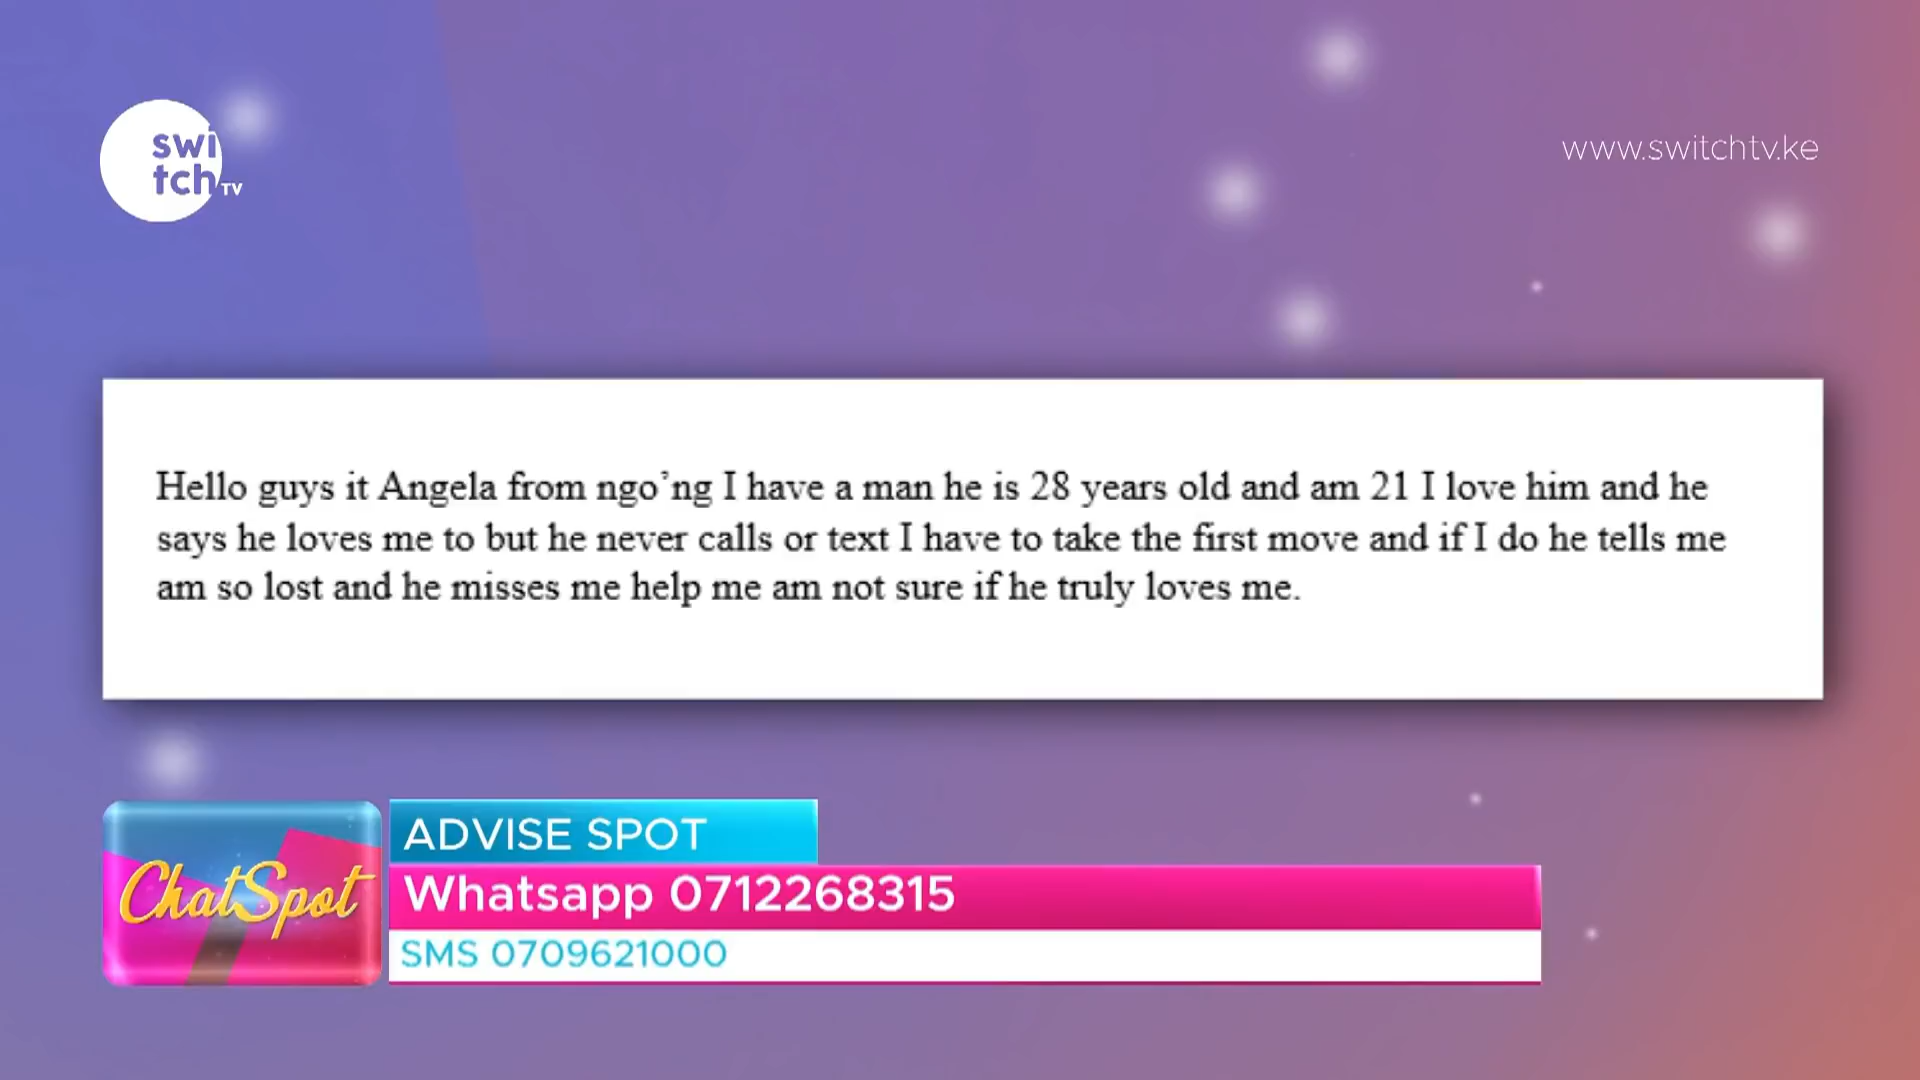 swi
tch TV
www.switchtv.ke
Hello guys it Angela from ngo’ng I have a man he is 28 years old and am 21 I love him and he
says he loves me to but he never calls or text I have to take the first move and if I do he tells me
am so lost and he misses me help me am not sure if he truly loves me.
ChatSpot
ADVISE SPOT
Whatsapp 0712268315
SMS 0709621000